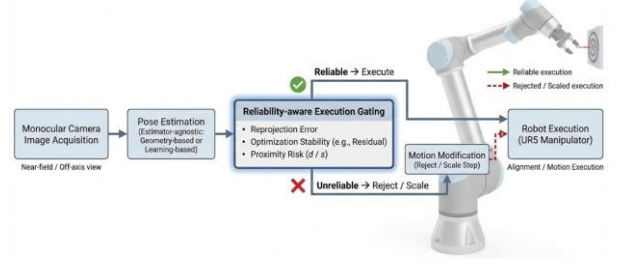 Reliable → Execute
Reliable execution
Rejected / Scaled execution
Monocular Camera
Image Acquisition
Near-field / Off-axis view
Pose Estimation
(Estimator-agnostic:
Geometry-based or
Learning-based)
Reliability-aware Execution Gating
• Reprojection Error
• Optimization Stability (e.g., Residual)
• Proximity Risk (d / s)
Unreliable → Reject / Scale
Motion Modification
(Reject / Scale Step)
Robot Execution
(UR5 Manipulator)
Alignment / Motion Execution